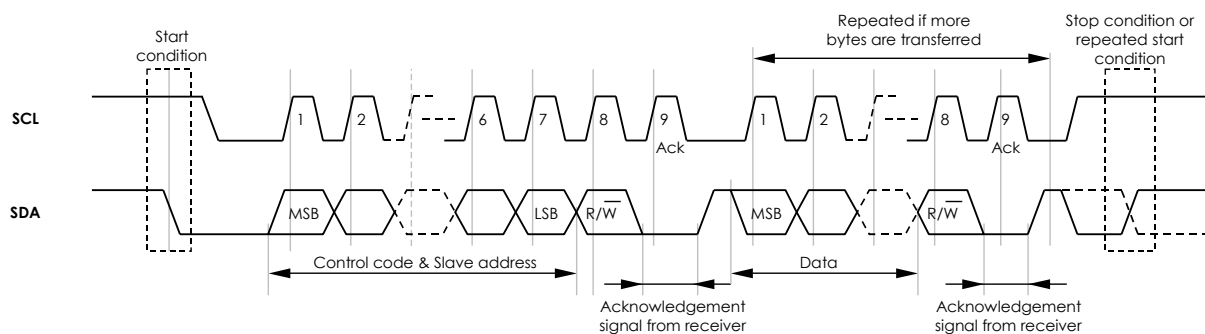 Start
condition
Repeated if more
bytes are transferred
Stop condition or
repeated start
condition
SCL
1 2 6 7 8 9 1 2 8 9
Ack Ack
SDA
MSB LSB R/W̅ MSB R/W̅
Control code & Slave address Data
Acknowledgement
signal from receiver
Acknowledgement
signal from receiver